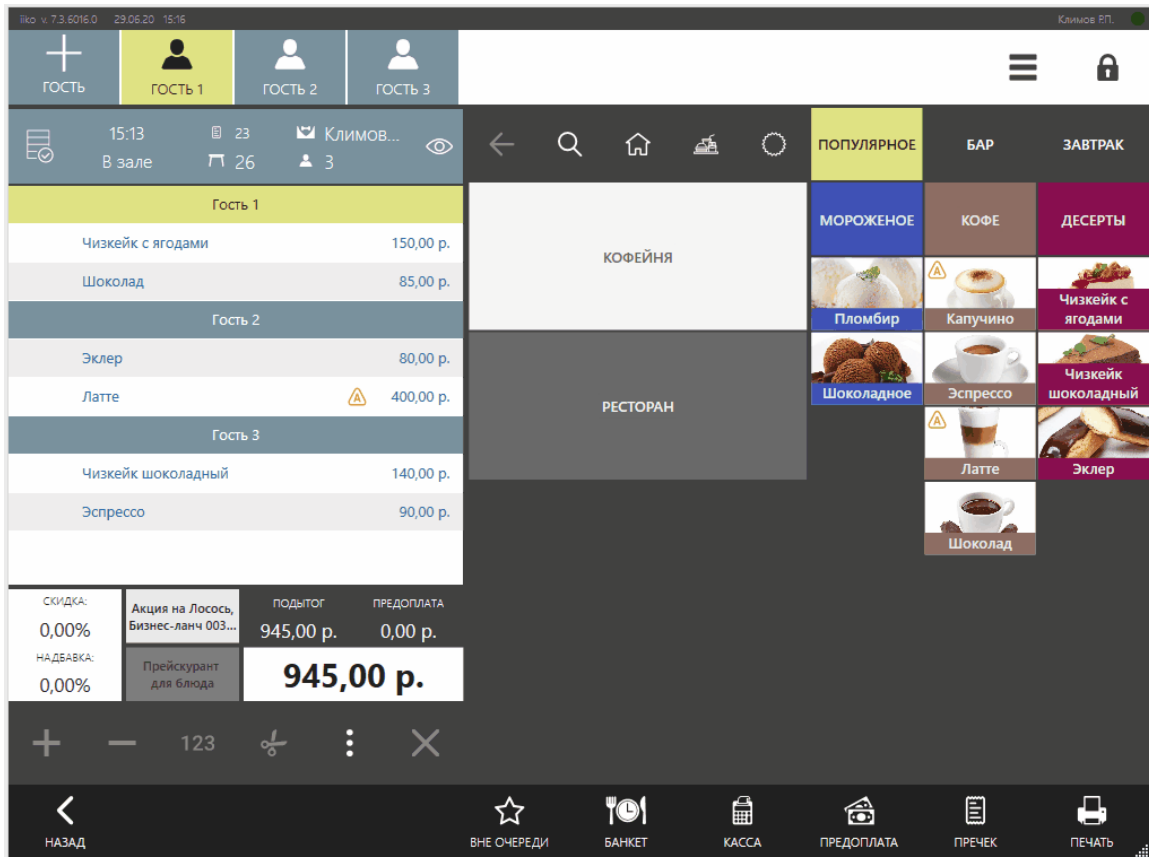 iiko v. 7.3.6016.0 29.06.20 15:16 Климов Р.П.
ГОСТЬ ГОСТЬ 1 ГОСТЬ 2 ГОСТЬ 3
15:13 23 Климов...
В зале 26 3
ПОПУЛЯРНОЕ БАР ЗАВТРАК
Гость 1
Чизкейк с ягодами 150,00 р.
Шоколад 85,00 р.
Гость 2
Эклер 80,00 р.
Латте 400,00 р.
Гость 3
Чизкейк шоколадный 140,00 р.
Эспрессо 90,00 р.
КОФЕЙНЯ
РЕСТОРАН
МОРОЖЕНОЕ КОФЕ ДЕСЕРТЫ
Пломбир А Капучино Чизкейк с
ягодами
Шоколадное Эспрессо Чизкейк
шоколадный
А Латте Эклер
Шоколад
СКИДКА:
0,00%
НАДБАВКА:
0,00%
Акция на Лосось,
Бизнес-ланч 003...
Прейскурант
для блюда
ПОДЫТОГ ПРЕДОПЛАТА
945,00 р. 0,00 р.
945,00 р.
123
НАЗАД ВНЕ ОЧЕРЕДИ БАНКЕТ КАССА ПРЕДОПЛАТА ПРЕЧЕК ПЕЧАТЬ